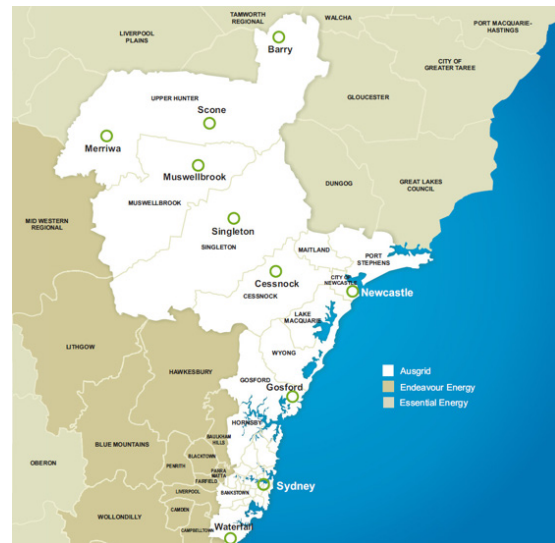 TAMWORTH
REGIONAL
WALCHA
PORT MACQUARIE-
HASTINGS
LIVERPOOL
PLAINS
Barry
CITY OF
GREATER TAREE
UPPER HUNTER
GLOUCESTER
Scone
Merriwa
Muswellbrook
DUNGOG
GREAT LAKES
COUNCIL
MUSWELLBROOK
MID WESTERN
REGIONAL
Singleton
SINGLETON
MAITLAND
PORT
STEPHENS
Cessnock
CESSNOCK
CITY OF
NEWCASTLE
Newcastle
LAKE
MACQUARIE
LITHGOW
WYONG
HAWKESBURY
GOSFORD
Gosford
Ausgrid
Endeavour Energy
Essential Energy
HORNSBY
BAULKHAM
HILLS
BLUE MOUNTAINS
BLACKTOWN
OBERON
PENRITH
PARRA
MATTA
FAIRFIELD
Sydney
LIVERPOOL
BANKSTOWN
WOLLONDILLY
CAMDEN
CAMPBELLTOWN
Waterfall